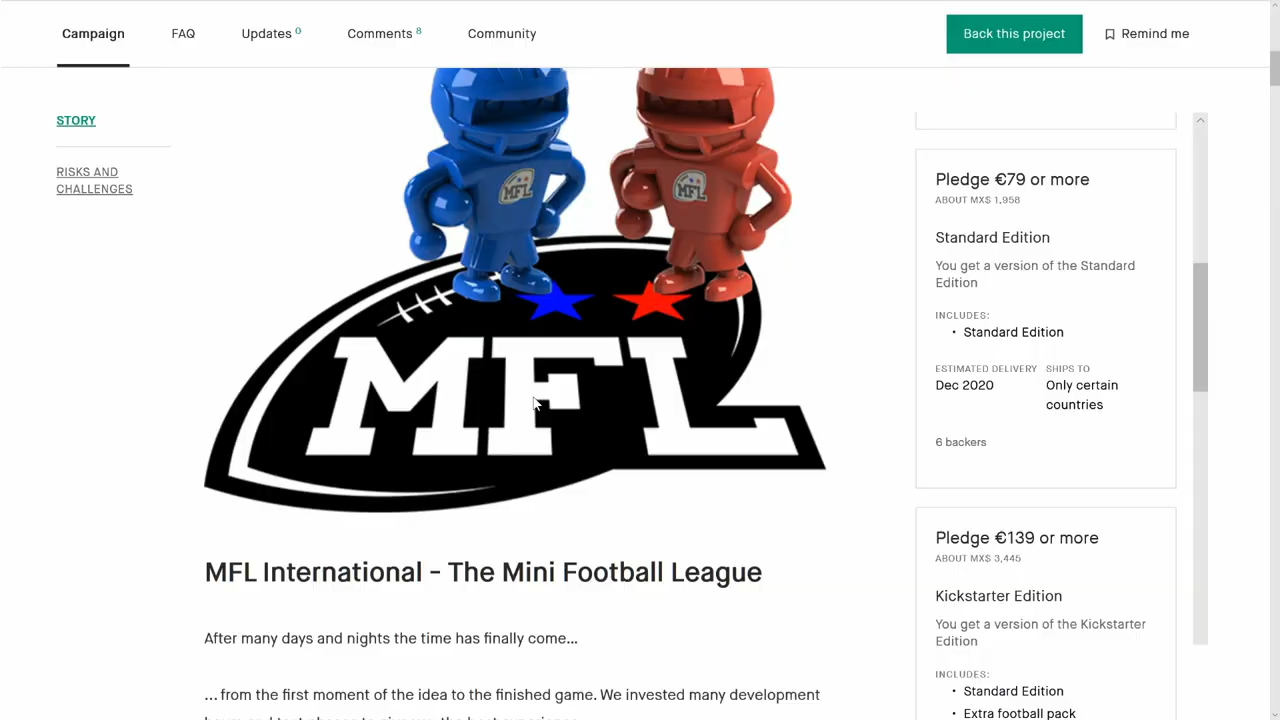 Campaign
FAQ
Updates 0
Comments 8
Community
Back this project
Remind me
STORY
RISKS AND
CHALLENGES
MFL
MFL
MFL
MFL International - The Mini Football League
After many days and nights the time has finally come...
... from the first moment of the idea to the finished game. We invested many development
Pledge €79 or more
ABOUT MX$ 1,958
Standard Edition
You get a version of the Standard
Edition
INCLUDES:
• Standard Edition
ESTIMATED DELIVERY
Dec 2020
SHIPS TO
Only certain
countries
6 backers
Pledge €139 or more
ABOUT MX$ 3,445
Kickstarter Edition
You get a version of the Kickstarter
Edition
INCLUDES:
• Standard Edition
• Extra football pack